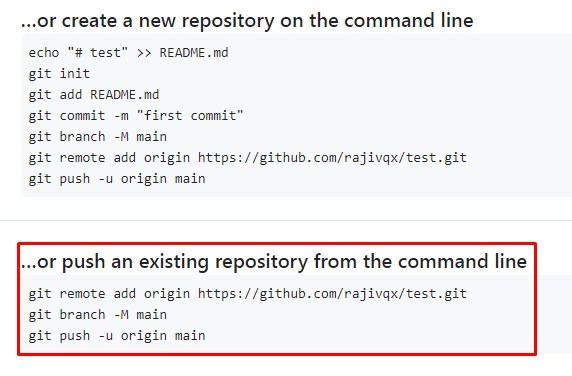 ...or create a new repository on the command line
echo "# test" >> README.md
git init
git add README.md
git commit -m "first commit"
git branch -M main
git remote add origin https://github.com/rajivqx/test.git
git push -u origin main
...or push an existing repository from the command line
git remote add origin https://github.com/rajivqx/test.git
git branch -M main
git push -u origin main